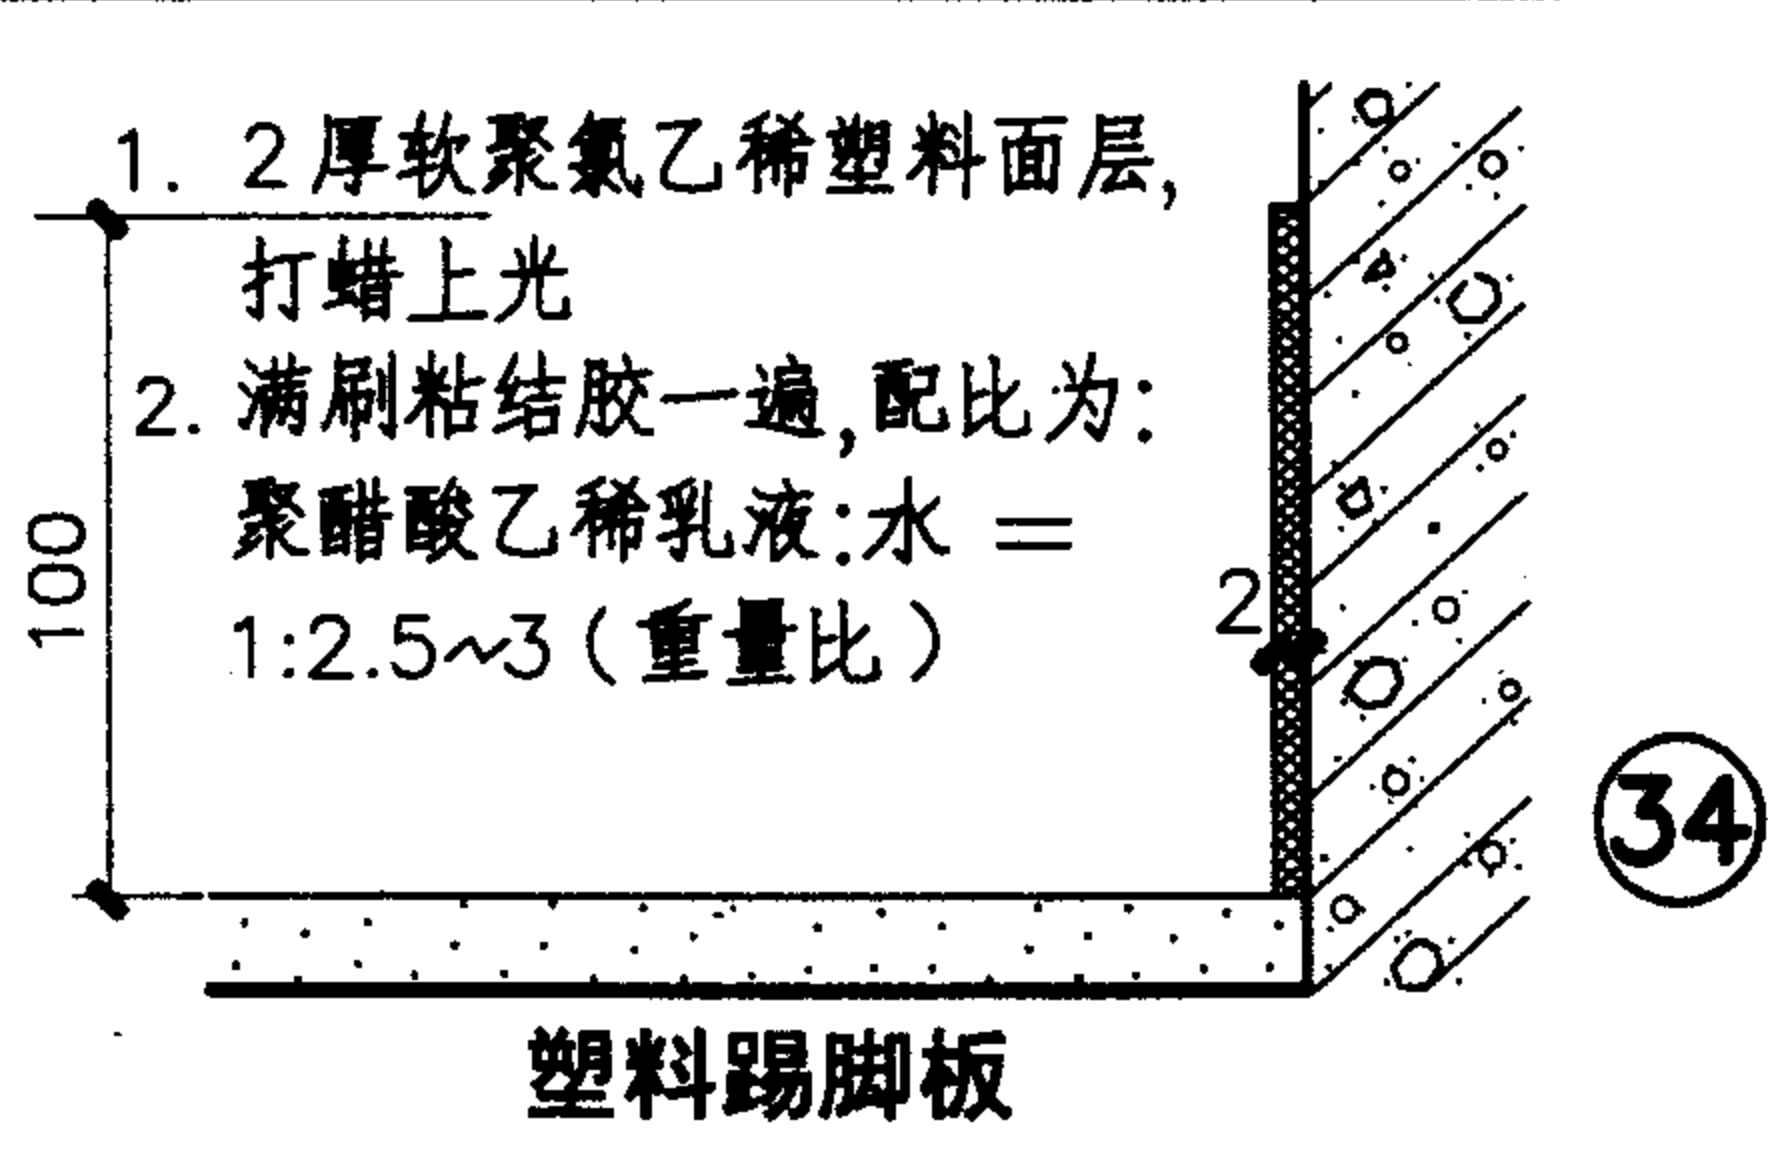 1. 2厚软聚氯乙稀塑料面层,
打蜡上光
2. 满刷粘结胶一遍,配比为:
聚醋酸乙稀乳液:水 =
1:2.5~3(重量比)
100
2
34
塑料踢脚板